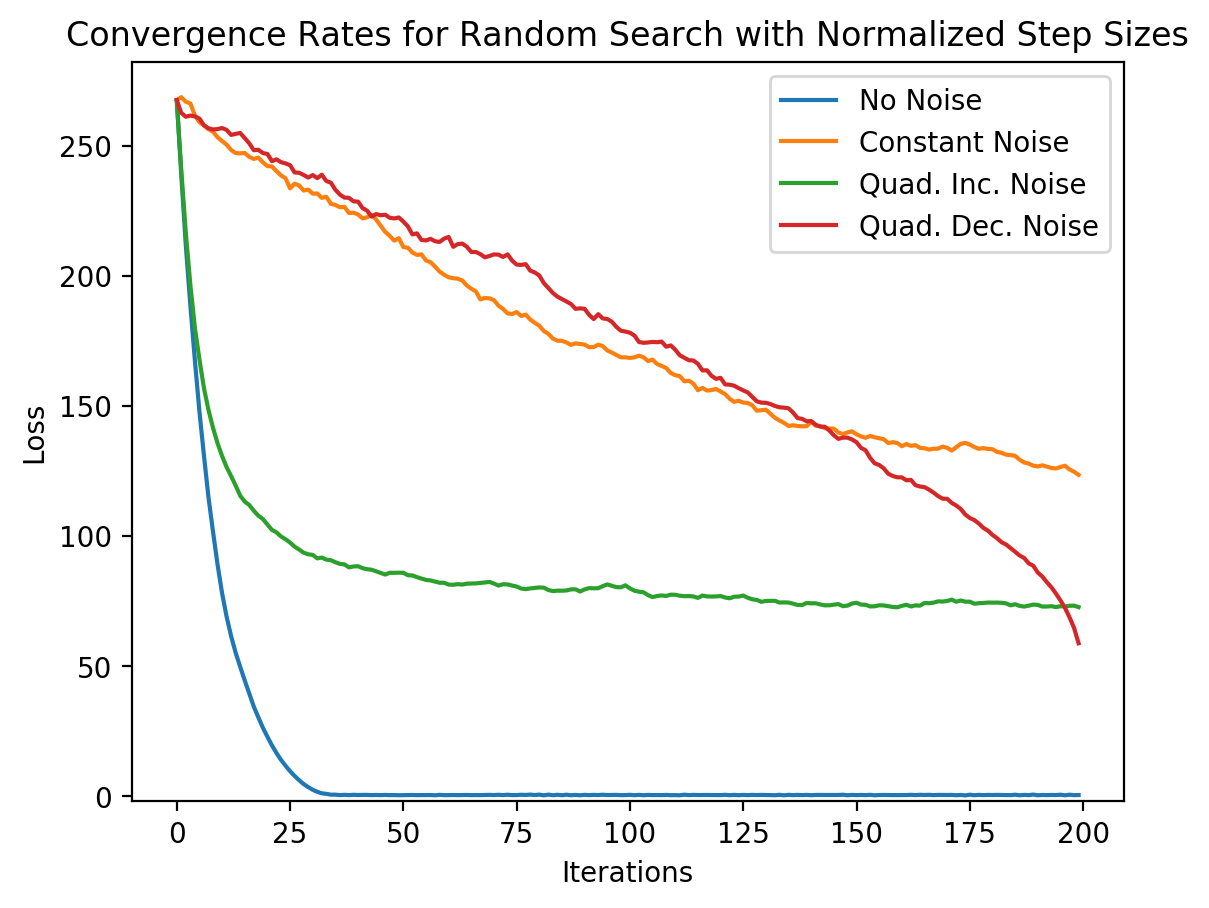 Convergence Rates for Random Search with Normalized Step Sizes
No Noise
Constant Noise
Quad. Inc. Noise
Quad. Dec. Noise
Loss
250
200
150
100
50
0
0 25 50 75 100 125 150 175 200
Iterations